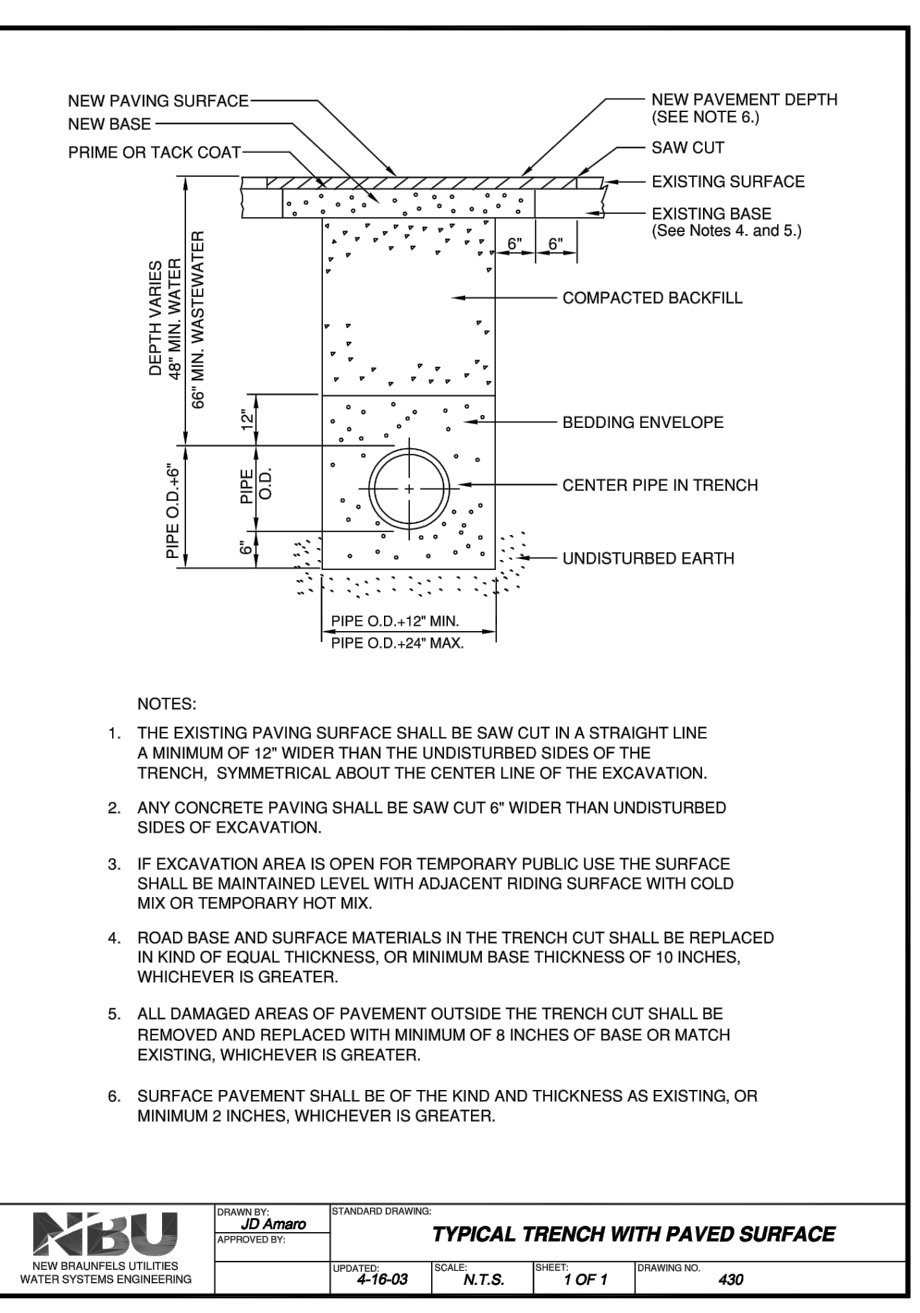 NEW PAVING SURFACE
NEW BASE
PRIME OR TACK COAT
NEW PAVEMENT DEPTH
(SEE NOTE 6.)
SAW CUT
EXISTING SURFACE
EXISTING BASE
(See Notes 4. and 5.)
6"
6"
DEPTH VARIES
48" MIN. WATER
66" MIN. WASTEWATER
COMPACTED BACKFILL
12"
BEDDING ENVELOPE
PIPE O.D.+6"
PIPE
O.D.
CENTER PIPE IN TRENCH
6"
UNDISTURBED EARTH
PIPE O.D.+12" MIN.
PIPE O.D.+24" MAX.
NOTES:
1. THE EXISTING PAVING SURFACE SHALL BE SAW CUT IN A STRAIGHT LINE
A MINIMUM OF 12" WIDER THAN THE UNDISTURBED SIDES OF THE
TRENCH, SYMMETRICAL ABOUT THE CENTER LINE OF THE EXCAVATION.
2. ANY CONCRETE PAVING SHALL BE SAW CUT 6" WIDER THAN UNDISTURBED
SIDES OF EXCAVATION.
3. IF EXCAVATION AREA IS OPEN FOR TEMPORARY PUBLIC USE THE SURFACE
SHALL BE MAINTAINED LEVEL WITH ADJACENT RIDING SURFACE WITH COLD
MIX OR TEMPORARY HOT MIX.
4. ROAD BASE AND SURFACE MATERIALS IN THE TRENCH CUT SHALL BE REPLACED
IN KIND OF EQUAL THICKNESS, OR MINIMUM BASE THICKNESS OF 10 INCHES,
WHICHEVER IS GREATER.
5. ALL DAMAGED AREAS OF PAVEMENT OUTSIDE THE TRENCH CUT SHALL BE
REMOVED AND REPLACED WITH MINIMUM OF 8 INCHES OF BASE OR MATCH
EXISTING, WHICHEVER IS GREATER.
6. SURFACE PAVEMENT SHALL BE OF THE KIND AND THICKNESS AS EXISTING, OR
MINIMUM 2 INCHES, WHICHEVER IS GREATER.
NBU
NEW BRAUNFELS UTILITIES
WATER SYSTEMS ENGINEERING
DRAWN BY:
JD Amaro
APPROVED BY:
STANDARD DRAWING:
TYPICAL TRENCH WITH PAVED SURFACE
UPDATED:
4-16-03
SCALE:
N.T.S.
SHEET:
1 OF 1
DRAWING NO.
430